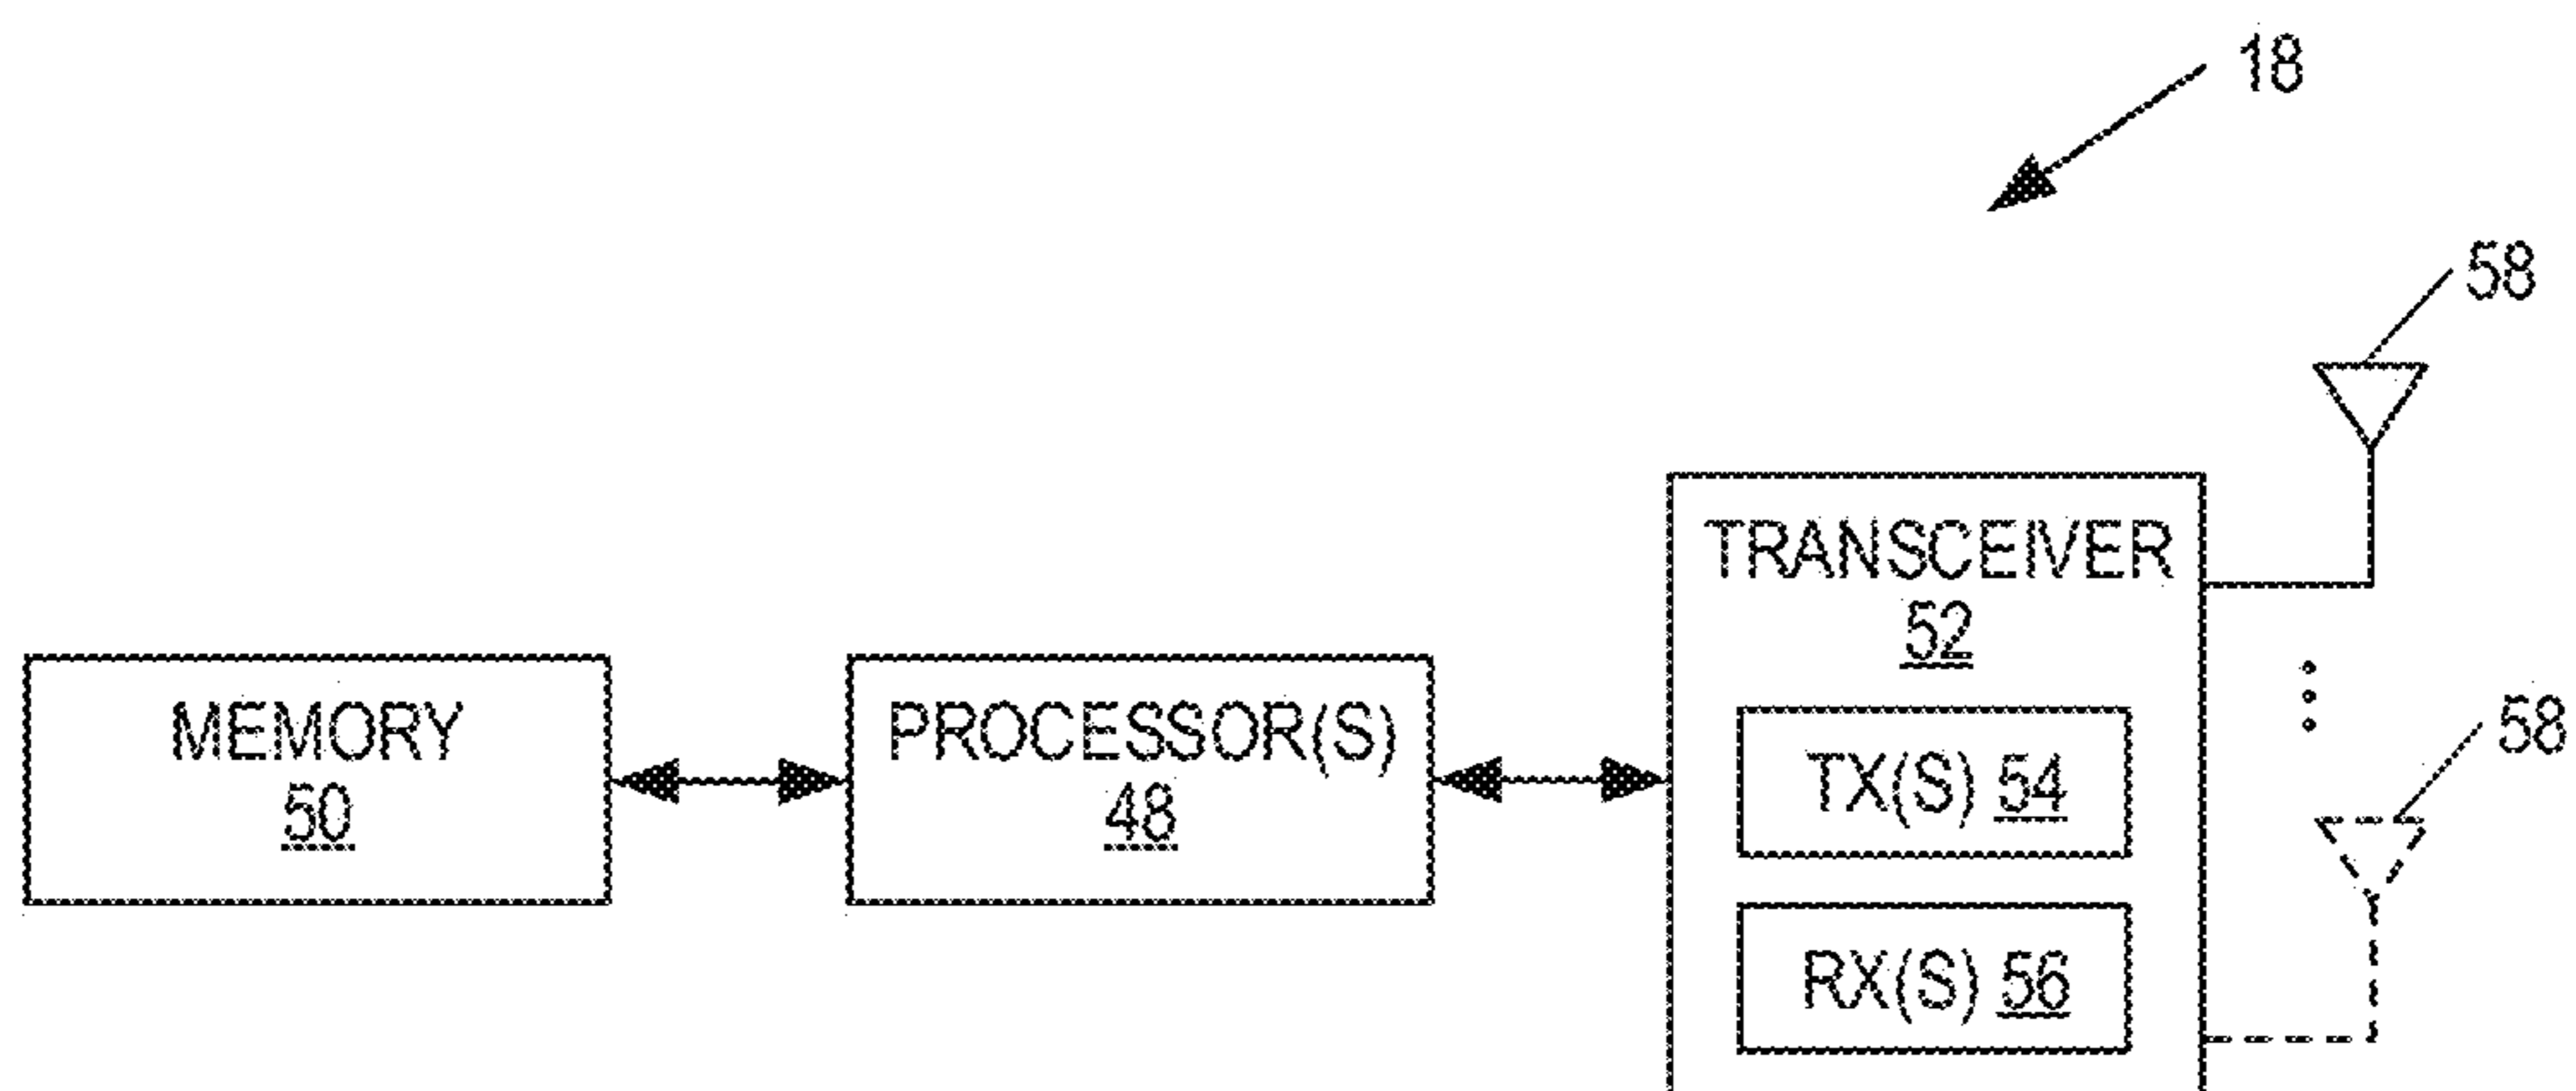 18
58
TRANSCEIVER
52
MEMORY
50
PROCESSOR(S)
48
TX(S) 54
58
RX(S) 56